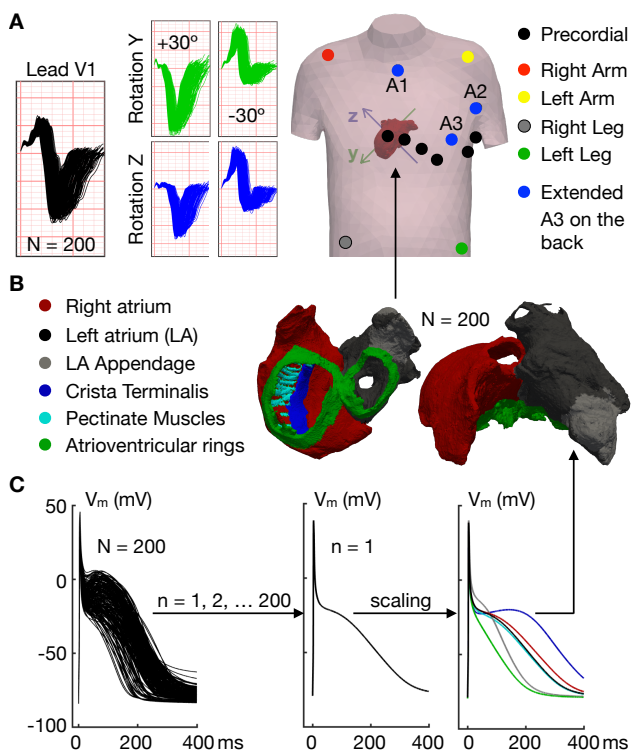 A
Lead V1
N = 200
Rotation Y
+30º
-30º
Rotation Z
A1
A2
A3
z
y
Precordial
Right Arm
Left Arm
Right Leg
Left Leg
Extended
A3 on the
back
B
Right atrium
Left atrium (LA)
LA Appendage
Crista Terminalis
Pectinate Muscles
Atrioventricular rings
N = 200
C
Vm (mV)
50
0
-50
-100
N = 200
0 200 400 ms
n = 1, 2, ... 200
Vm (mV)
n = 1
0 200 400
scaling
Vm (mV)
0 200 400 ms